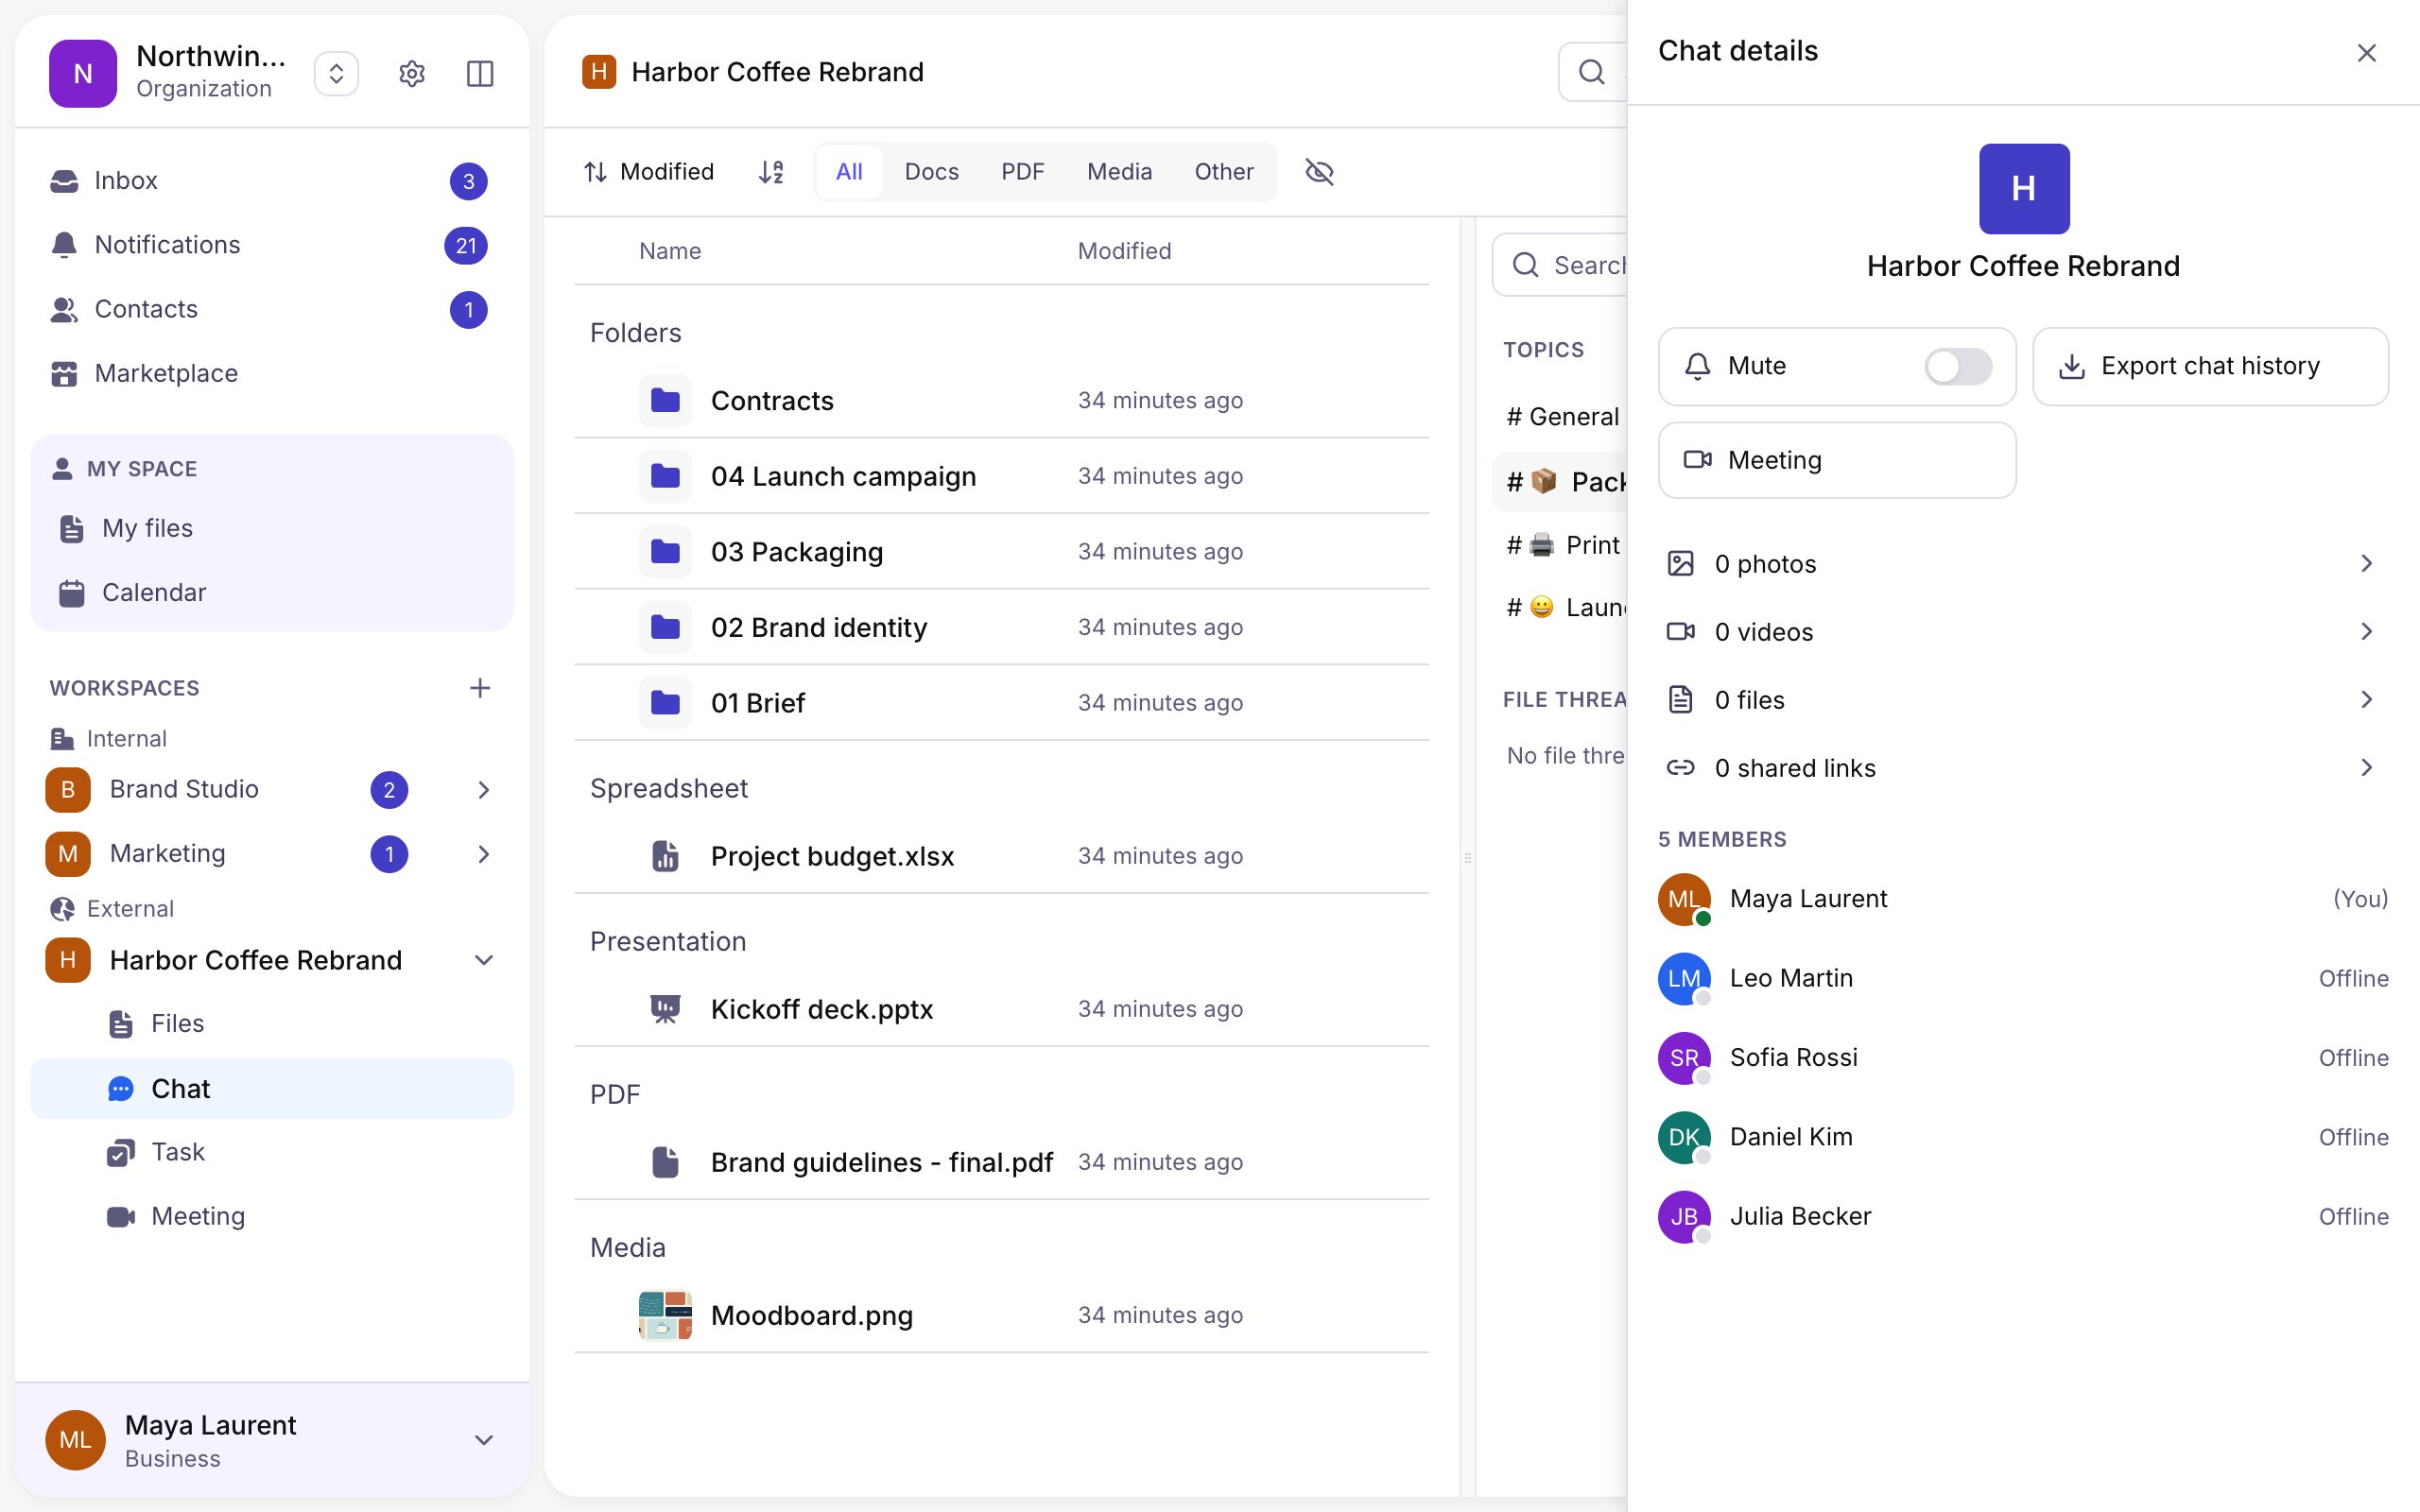 N
Northwin...
Organization
Inbox
3
Notifications
21
Contacts
1
Marketplace
MY SPACE
My files
Calendar
WORKSPACES
Internal
B
Brand Studio
2
M
Marketing
1
External
H
Harbor Coffee Rebrand
Files
Chat
Task
Meeting
ML
Maya Laurent
Business
H
Harbor Coffee Rebrand
Modified
All
Docs
PDF
Media
Other
Name
Modified
Folders
Contracts
34 minutes ago
04 Launch campaign
34 minutes ago
03 Packaging
34 minutes ago
02 Brand identity
34 minutes ago
01 Brief
34 minutes ago
Spreadsheet
Project budget.xlsx
34 minutes ago
Presentation
Kickoff deck.pptx
34 minutes ago
PDF
Brand guidelines - final.pdf
34 minutes ago
Media
Moodboard.png
34 minutes ago
Search
TOPICS
# General
# 📦 Pack
# 🖨️ Print
# 😀 Laun
FILE THREA
No file thre
Chat details
H
Harbor Coffee Rebrand
Mute
Export chat history
Meeting
0 photos
0 videos
0 files
0 shared links
5 MEMBERS
ML
Maya Laurent
(You)
LM
Leo Martin
Offline
SR
Sofia Rossi
Offline
DK
Daniel Kim
Offline
JB
Julia Becker
Offline